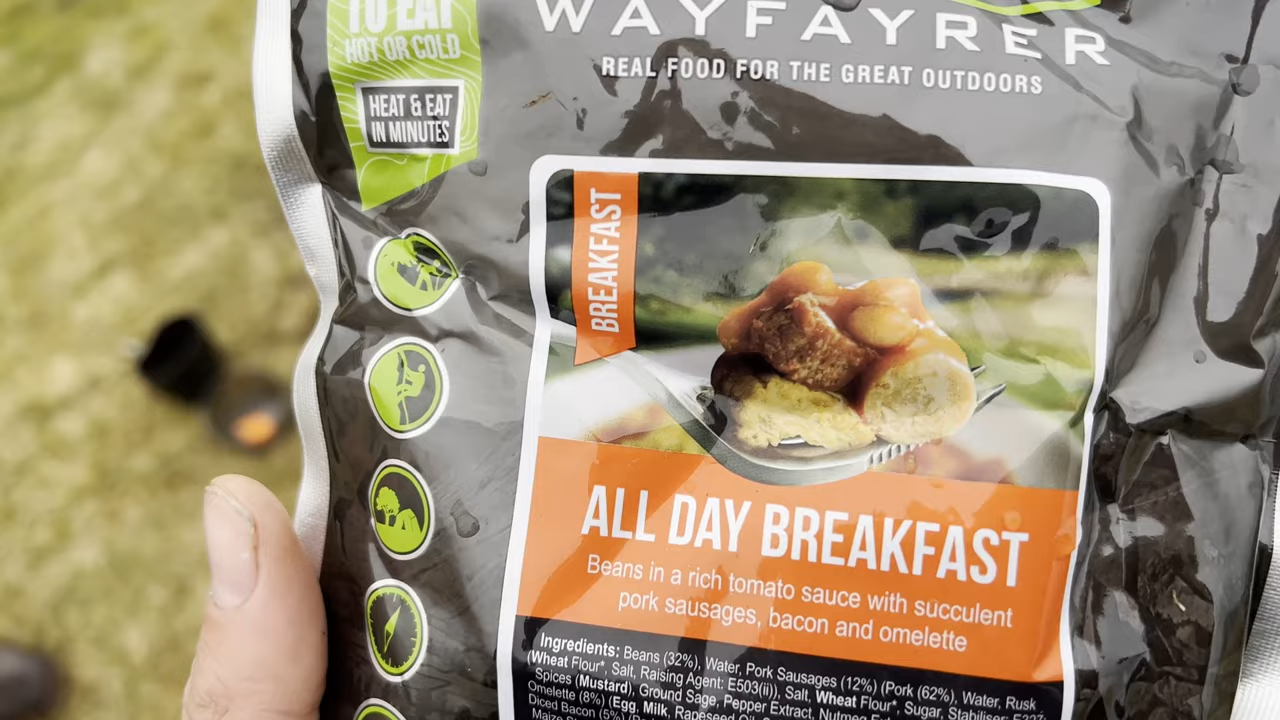 TO EAT
HOT OR COLD
HEAT & EAT
IN MINUTES
WAYFAYRER
REAL FOOD FOR THE GREAT OUTDOORS
BREAKFAST
ALL DAY BREAKFAST
Beans in a rich tomato sauce with succulent
pork sausages, bacon and omelette
Ingredients: Beans (32%), Water, Pork Sausages (12%) (Pork (62%), Water, Rusk
(Wheat Flour*, Salt, Raising Agent: E503(ii)), Salt, Wheat Flour*, Sugar, Stabiliser:
Spices (Mustard), Ground Sage, Pepper Extract, Nutmeg
Omelette (8%) (Egg, Milk, Rapeseed
Diced Bacon (5%)